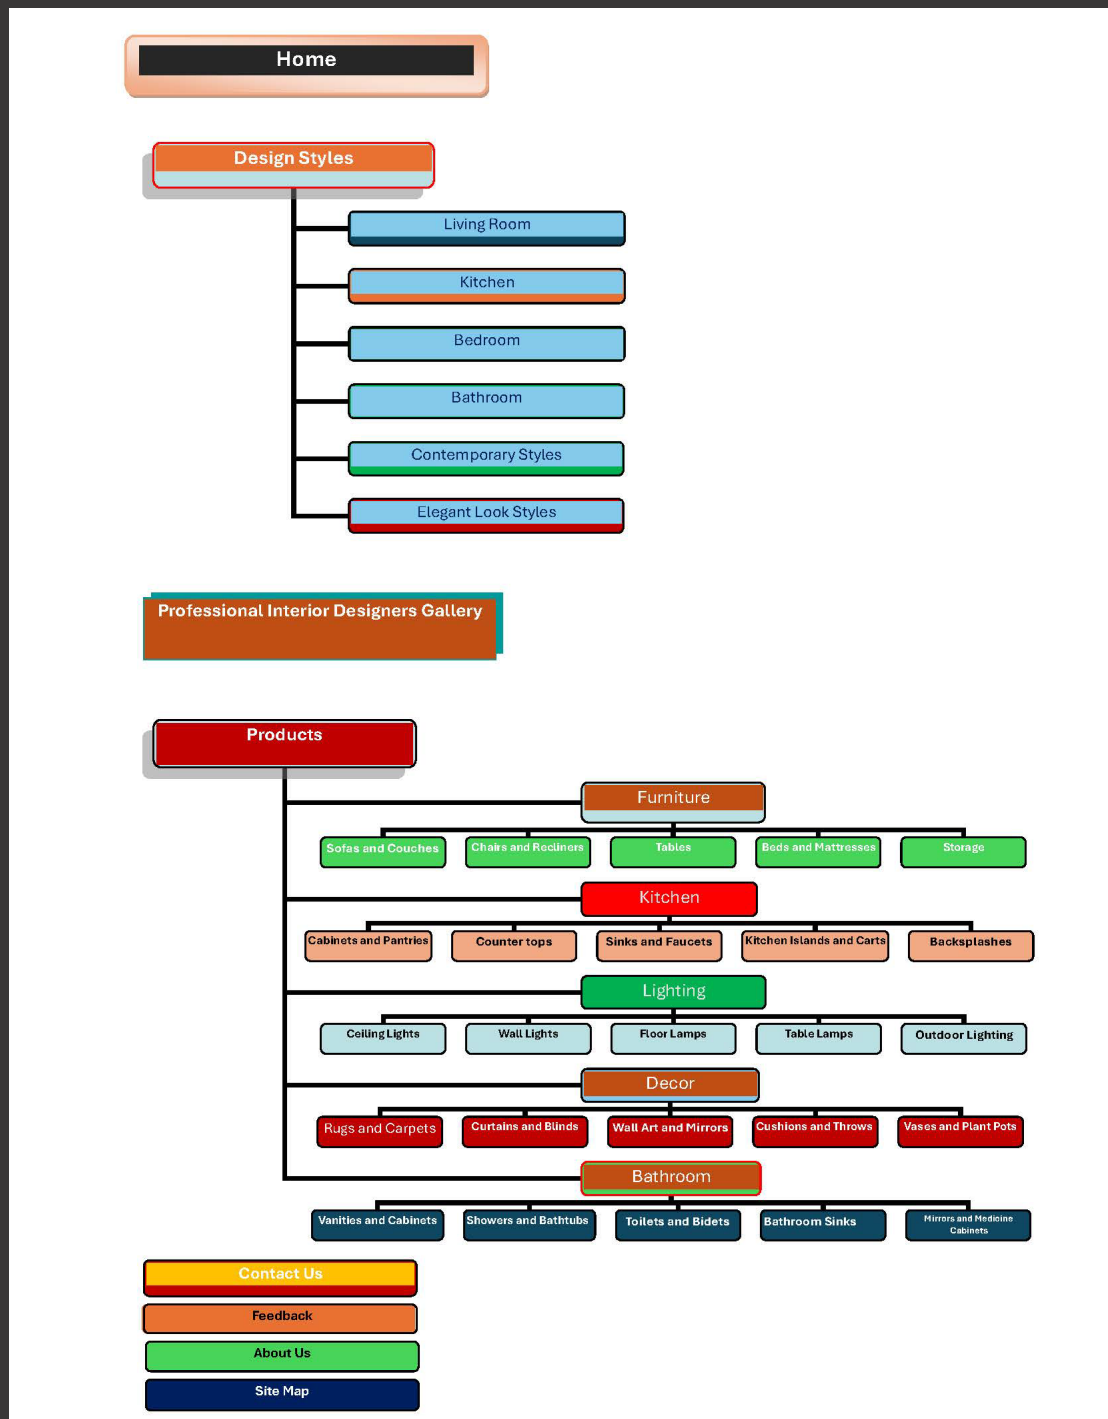 Home
Design Styles
Living Room
Kitchen
Bedroom
Bathroom
Contemporary Styles
Elegant Look Styles
Professional Interior Designers Gallery
Products
Furniture
Sofas and Couches
Chairs and Recliners
Tables
Beds and Mattresses
Storage
Kitchen
Cabinets and Pantries
Counter tops
Sinks and Faucets
Kitchen Islands and Carts
Backsplashes
Lighting
Ceiling Lights
Wall Lights
Floor Lamps
Table Lamps
Outdoor Lighting
Decor
Rugs and Carpets
Curtains and Blinds
Wall Art and Mirrors
Cushions and Throws
Vases and Plant Pots
Bathroom
Vanities and Cabinets
Showers and Bathtubs
Toilets and Bidets
Bathroom Sinks
Mirrors and Medicine
Cabinets
Contact Us
Feedback
About Us
Site Map